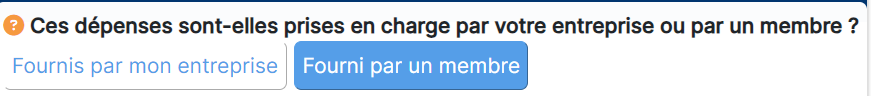 ? Ces dépenses sont-elles prises en charge par votre entreprise ou par un membre ?
Fournis par mon entreprise Fourni par un membre